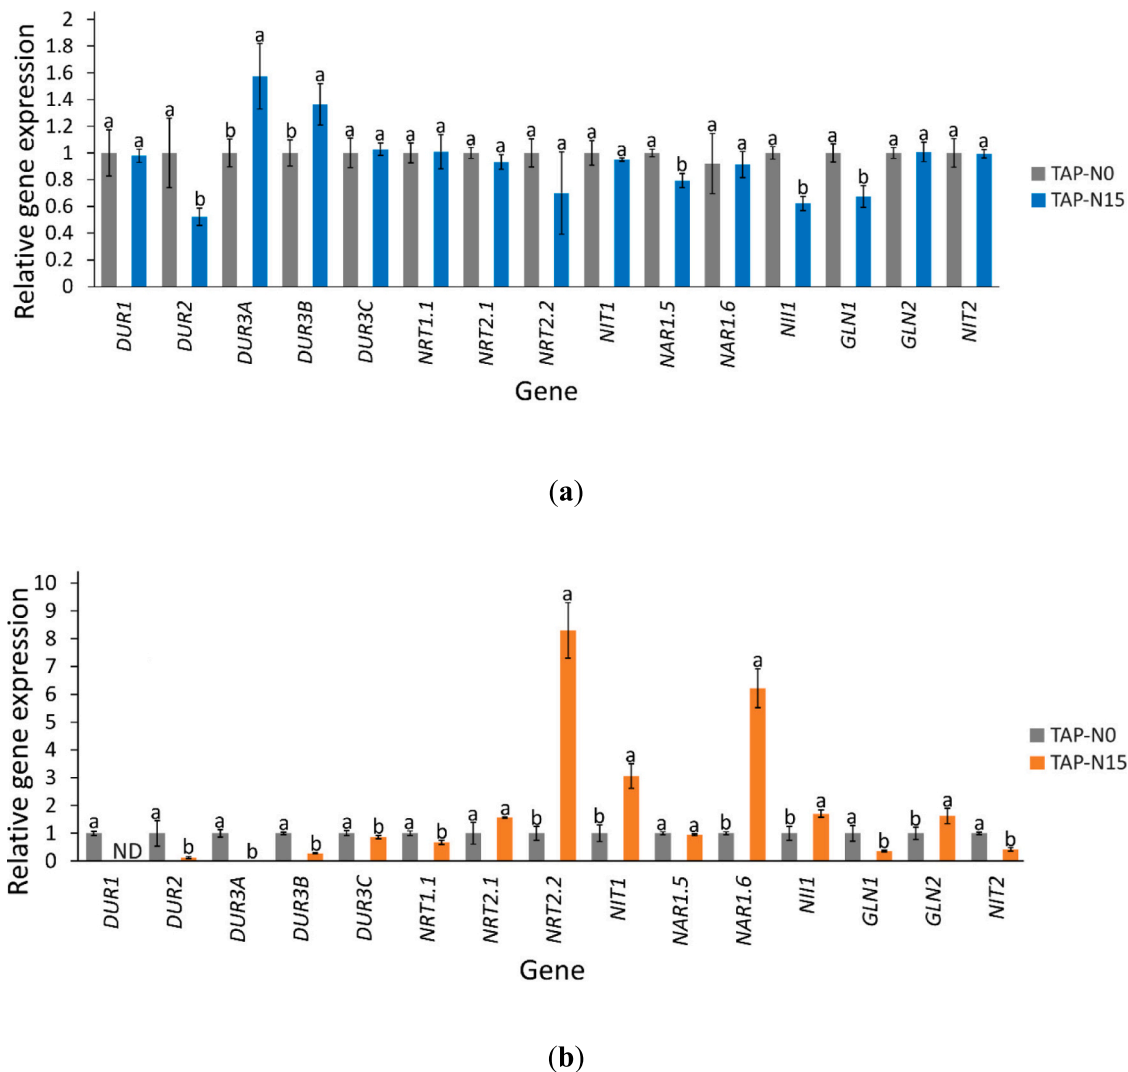 2
1.8
1.6
1.4
1.2
1
0.8
0.6
0.4
0.2
0
Relative gene expression
a a a b b a b a a a a a a a a a a a a b a a a b a b a a a a
DUR1 DUR2 DUR3A DUR3B DUR3C NRT1.1 NRT2.1 NRT2.2 NIT1 NAR1.5 NAR1.6 NII1 GLN1 GLN2 NIT2
Gene
TAP-N0
TAP-N15
(a)
10
9
8
7
6
5
4
3
2
1
0
Relative gene expression
a ND a b a b a b a b a b a a b a b a a a b a b a a b b a a b
DUR1 DUR2 DUR3A DUR3B DUR3C NRT1.1 NRT2.1 NRT2.2 NIT1 NAR1.5 NAR1.6 NII1 GLN1 GLN2 NIT2
Gene
TAP-N0
TAP-N15
(b)